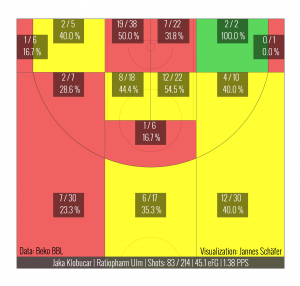 2 / 5
40.0 %
19 / 38
50.0 %
7 / 22
31.8 %
2 / 2
100.0 %
1 / 6
16.7 %
0 / 1
0.0 %
2 / 7
28.6 %
8 / 18
44.4 %
12 / 22
54.5 %
4 / 10
40.0 %
1 / 6
16.7 %
7 / 30
23.3 %
6 / 17
35.3 %
12 / 30
40.0 %
Data: Beko BBL
Visualization: Jannes Schäfer
Jaka Klobucar | Ratiopharm Ulm | Shots: 83 / 214 | 45.1 eFG | 1.38 PPS